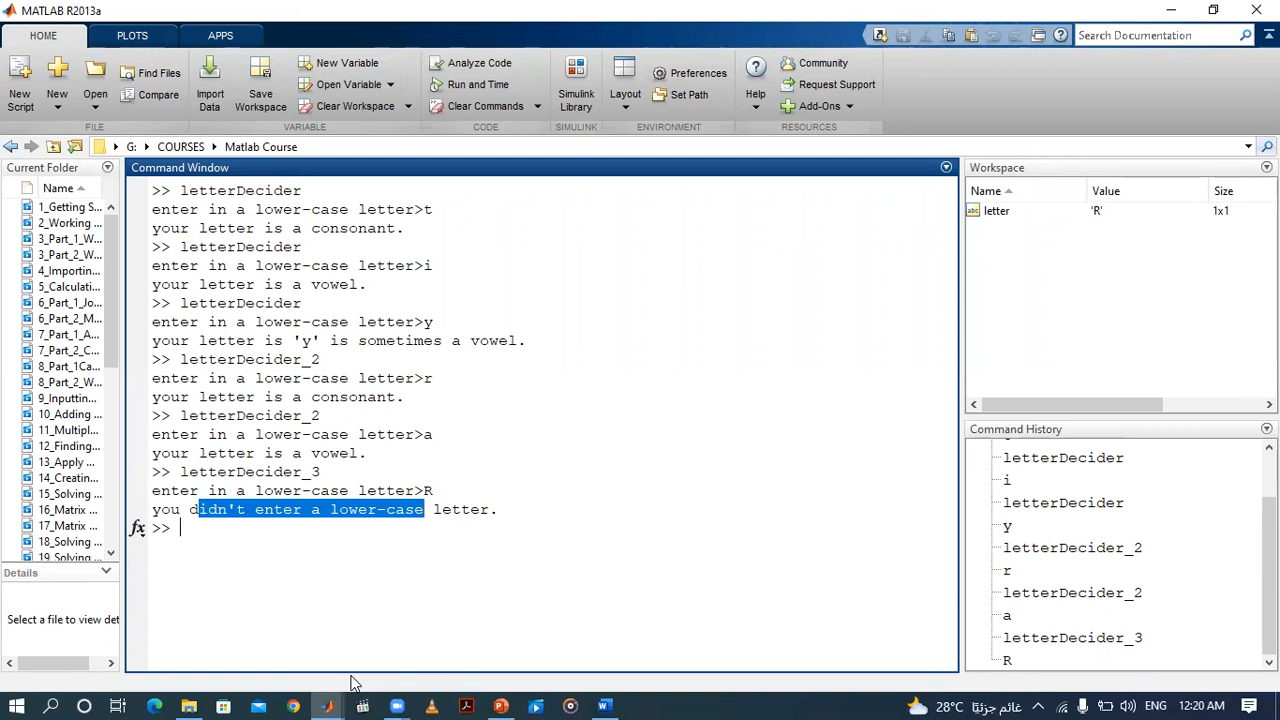 MATLAB R2013a
HOME PLOTS APPS
Search Documentation
New Script
New
Open
Find Files
Compare
FILE
Import Data
Save Workspace
New Variable
Open Variable
Clear Workspace
VARIABLE
Analyze Code
Run and Time
Clear Commands
CODE
Simulink Library
SIMULINK
Layout
Preferences
Set Path
ENVIRONMENT
Help
Community
Request Support
Add-Ons
RESOURCES
G: COURSES Matlab Course
Current Folder
Name
1_Getting S...
2_Working ...
3_Part_1_W...
3_Part_2_W...
4_Importin...
5_Calculati...
6_Part_1_Jo...
6_Part_2_M...
7_Part_1_A...
7_Part_2_C...
8_Part_1Ca...
8_Part_2_W...
9_Inputtin...
10_Adding ...
11_Multipl...
12_Finding...
13_Apply ...
14_Creatin...
15_Solving ...
16_Matrix ...
17_Matrix ...
18_Solving ...
19_Solving
Details
Select a file to view det
Command Window
>> letterDecider
enter in a lower-case letter>t
your letter is a consonant.
>> letterDecider
enter in a lower-case letter>i
your letter is a vowel.
>> letterDecider
enter in a lower-case letter>y
your letter is 'y' is sometimes a vowel.
>> letterDecider_2
enter in a lower-case letter>r
your letter is a consonant.
>> letterDecider_2
enter in a lower-case letter>a
your letter is a vowel.
>> letterDecider_3
enter in a lower-case letter>R
you didn't enter a lower-case letter.
fx >>
Workspace
Name Value Size
letter 'R' 1x1
Command History
letterDecider
i
letterDecider
y
letterDecider_2
r
letterDecider_2
a
letterDecider_3
R
28°C غائم جزئيًا
12:20 AM